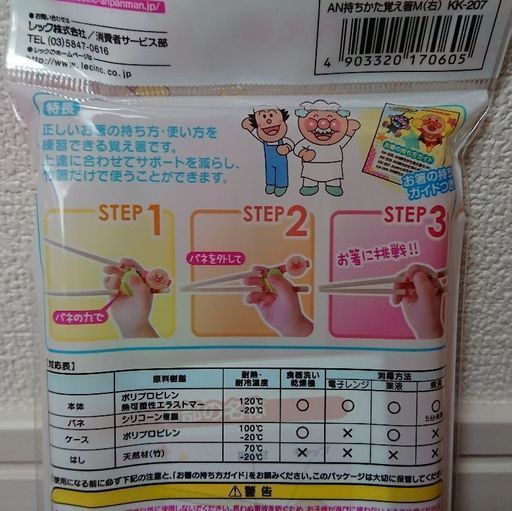 -anpanman.jp/
●お問い合わせは
レック㈱／消費者サービス部
TEL (03) 5847-0616
●レックのホームページは
http://www.lecinc.co.jp
AN持ちかた覚え箸M(右) KK-207
4 903320 170605
特長
正しいお箸の持ち方・使い方を
練習できる覚え箸です。
上達に合わせてサポートを減らし、
お箸だけで使うことができます。
お箸の持ち方
ガイドつき
STEP 1
バネの力で
STEP 2
バネを外して
STEP 3
お箸に挑戦!!
【対応表】
原料樹脂 耐熱・耐冷温度 食器洗い乾燥機 消毒方法
電子レンジ 薬液 煮沸
本体 ポリプロピレン 熱可塑性エラストマー 120℃ -20℃ ○ ○ ○ ○
バネ シリコーン樹脂 5分
ケース ポリプロピレン 100℃ -20℃ ○ × ○ ×
はし 天然材(竹) 70℃ -20℃ × × × ×
ご使用になる前に必ず下記の注意と、「お箸の持ち方ガイド」をお読みください。このパッケージは大切に保管してください。
警告